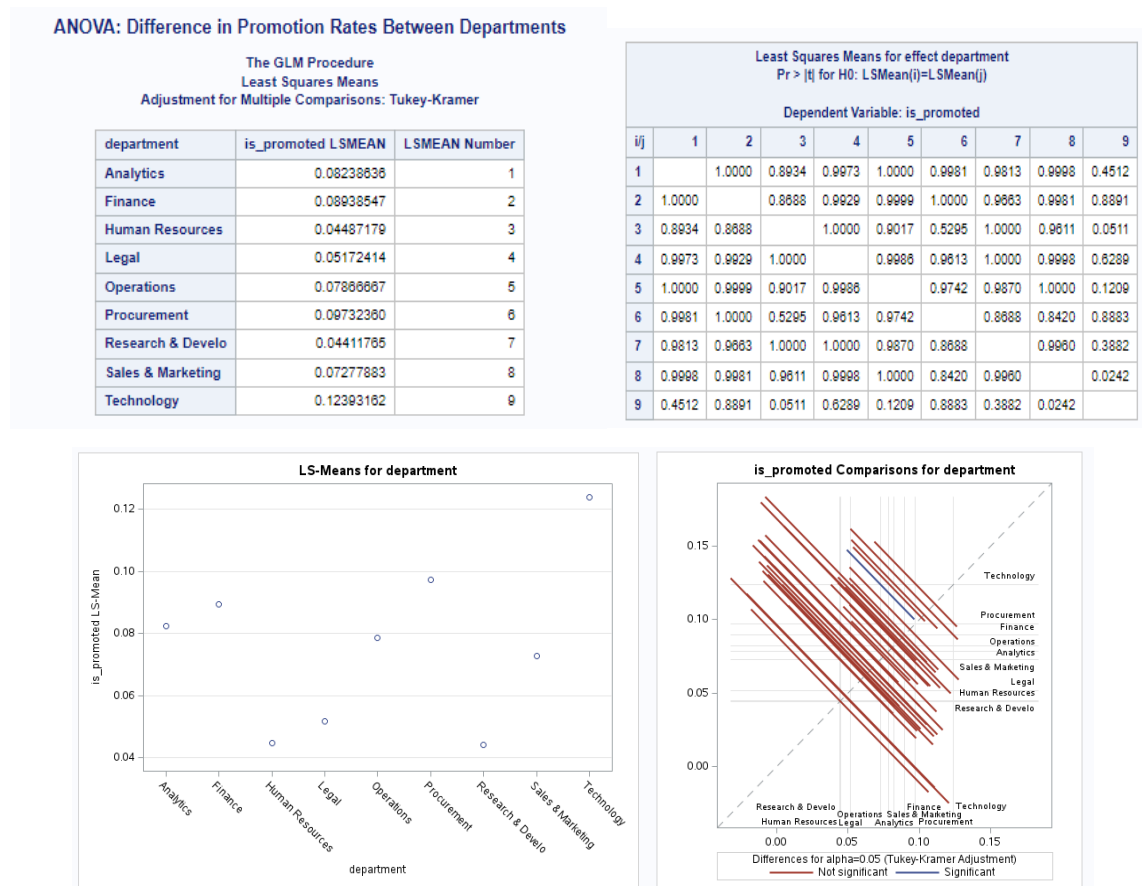 ANOVA: Difference in Promotion Rates Between Departments
The GLM Procedure
Least Squares Means
Adjustment for Multiple Comparisons: Tukey-Kramer
department is_promoted LSMEAN LSMEAN Number
Analytics 0.08238636 1
Finance 0.08938547 2
Human Resources 0.04487179 3
Legal 0.05172414 4
Operations 0.07866667 5
Procurement 0.09732360 6
Research & Develo 0.04411765 7
Sales & Marketing 0.07277883 8
Technology 0.12393162 9
Least Squares Means for effect department
Pr > |t| for H0: LSMean(i)=LSMean(j)
Dependent Variable: is_promoted
i/j 1 2 3 4 5 6 7 8 9
1 1.0000 0.8934 0.9973 1.0000 0.9981 0.9813 0.9998 0.4512
2 1.0000 0.8688 0.9929 0.9999 1.0000 0.9663 0.9981 0.8891
3 0.8934 0.8688 1.0000 0.9017 0.5295 1.0000 0.9611 0.0511
4 0.9973 0.9929 1.0000 0.9986 0.9613 1.0000 0.9998 0.6289
5 1.0000 0.9999 0.9017 0.9986 0.9742 0.9870 1.0000 0.1209
6 0.9981 1.0000 0.5295 0.9613 0.9742 0.8688 0.8420 0.8883
7 0.9813 0.9663 1.0000 1.0000 0.9870 0.8688 0.9960 0.3882
8 0.9998 0.9981 0.9611 0.9998 1.0000 0.8420 0.9960 0.0242
9 0.4512 0.8891 0.0511 0.6289 0.1209 0.8883 0.3882 0.0242
LS-Means for department
is_promoted LS-Mean
0.12
0.10
0.08
0.06
0.04
Analytics
Finance
Human Resources
Legal
Operations
Procurement
Research & Develo
Sales & Marketing
Technology
department
is_promoted Comparisons for department
0.15
0.10
0.05
0.00
Technology
Procurement
Finance
Operations
Analytics
Sales & Marketing
Legal
Human Resources
Research & Develo
Research & Develo Finance Technology
Operations Sales & Marketing
Human Resources Legal Analytics Procurement
0.00 0.05 0.10 0.15
Differences for alpha=0.05 (Tukey-Kramer Adjustment)
Not significant Significant